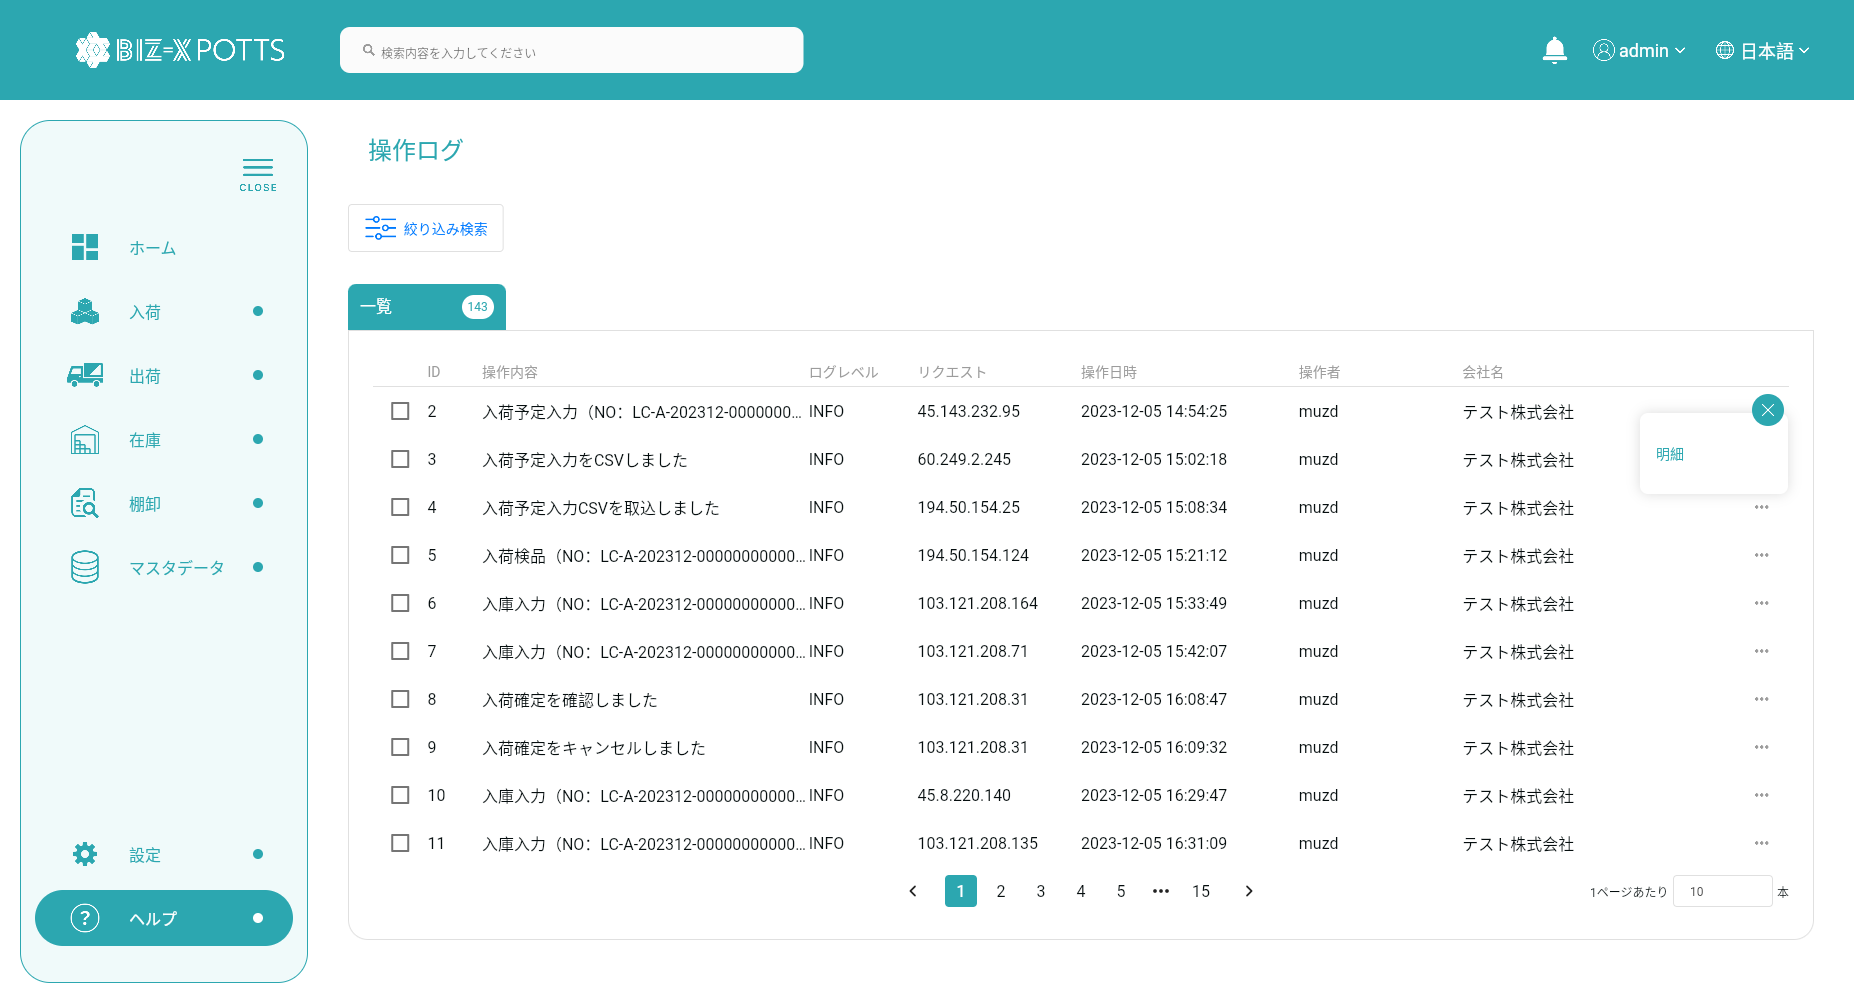 BIZ-X POTTS
検索内容を入力してください
admin
日本語
CLOSE
ホーム
入荷
出荷
在庫
棚卸
マスタデータ
設定
? ヘルプ
操作ログ
絞り込み検索
一覧 143
ID 操作内容 ログレベル リクエスト 操作日時 操作者 会社名
2 入荷予定入力（NO：LC-A-202312-0000000... INFO 45.143.232.95 2023-12-05 14:54:25 muzd テスト株式会社
3 入荷予定入力をCSVしました INFO 60.249.2.245 2023-12-05 15:02:18 muzd テスト株式会社
明細
4 入荷予定入力CSVを取込しました INFO 194.50.154.25 2023-12-05 15:08:34 muzd テスト株式会社
5 入荷検品（NO：LC-A-202312-00000000000... INFO 194.50.154.124 2023-12-05 15:21:12 muzd テスト株式会社
6 入庫入力（NO：LC-A-202312-00000000000... INFO 103.121.208.164 2023-12-05 15:33:49 muzd テスト株式会社
7 入庫入力（NO：LC-A-202312-00000000000... INFO 103.121.208.71 2023-12-05 15:42:07 muzd テスト株式会社
8 入荷確定を確認しました INFO 103.121.208.31 2023-12-05 16:08:47 muzd テスト株式会社
9 入荷確定をキャンセルしました INFO 103.121.208.31 2023-12-05 16:09:32 muzd テスト株式会社
10 入庫入力（NO：LC-A-202312-00000000000... INFO 45.8.220.140 2023-12-05 16:29:47 muzd テスト株式会社
11 入庫入力（NO：LC-A-202312-00000000000... INFO 103.121.208.135 2023-12-05 16:31:09 muzd テスト株式会社
1 2 3 4 5 ••• 15
1ページあたり 10 本